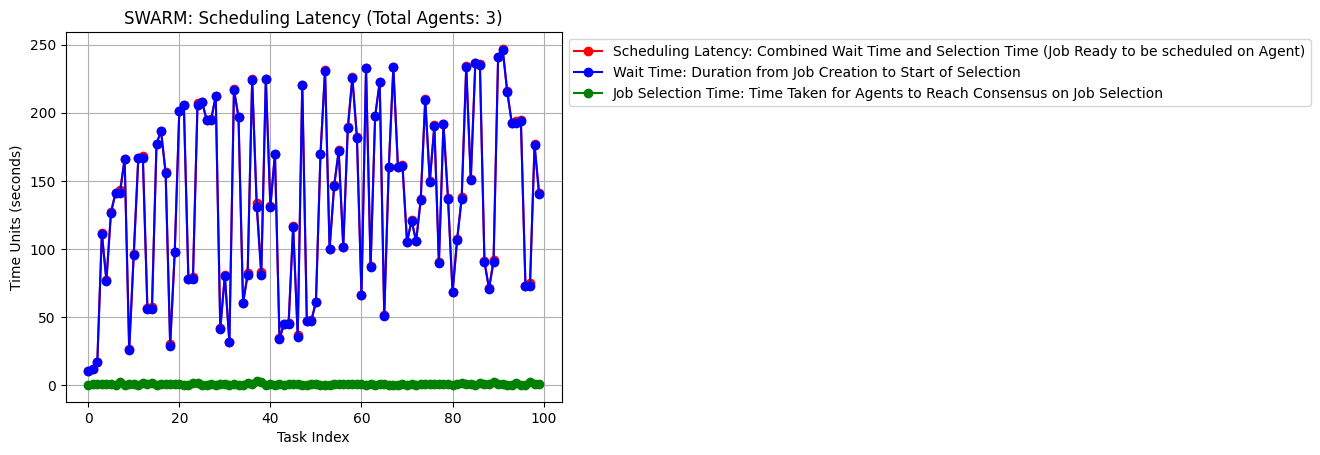 SWARM: Scheduling Latency (Total Agents: 3)
Scheduling Latency: Combined Wait Time and Selection Time (Job Ready to be scheduled on Agent)
Wait Time: Duration from Job Creation to Start of Selection
Job Selection Time: Time Taken for Agents to Reach Consensus on Job Selection
Time Units (seconds)
250
200
150
100
50
0
0 20 40 60 80 100
Task Index